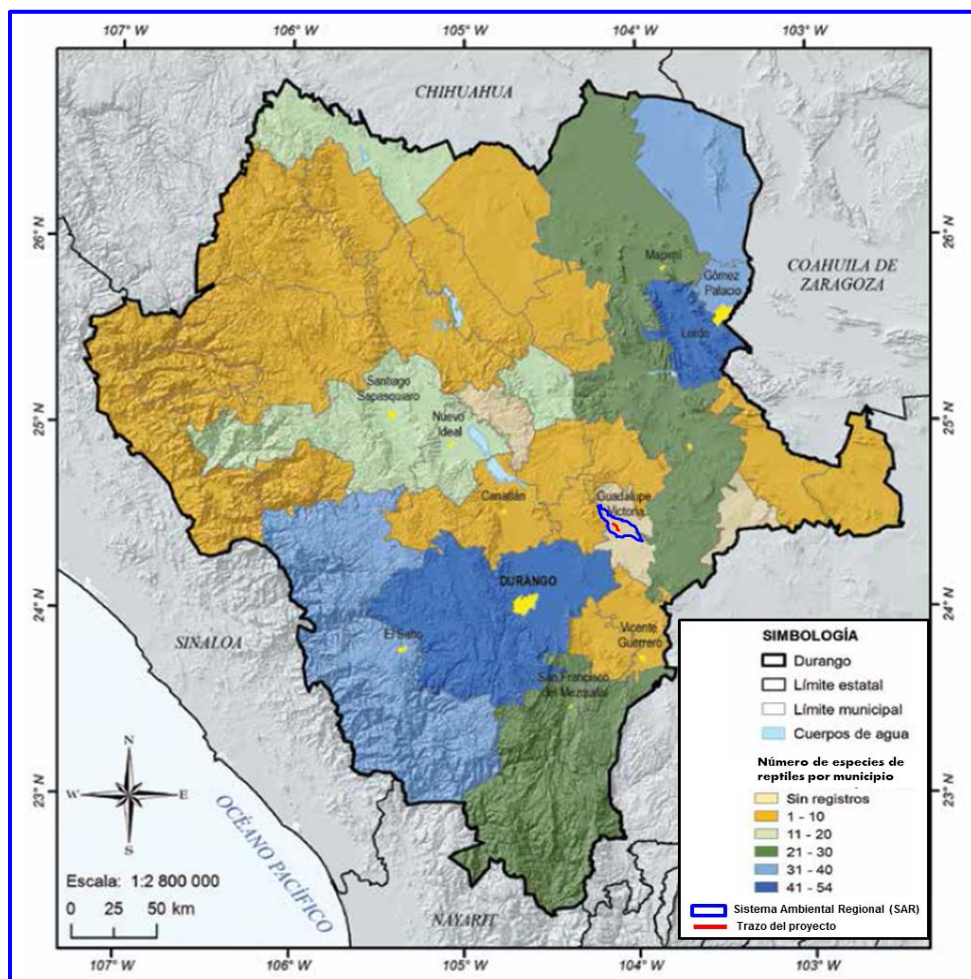 107° W
106° W
105° W
104° W
103° W
CHIHUAHUA
26° N
26° N
Mapimí
Gómez
Palacio
COAHUILA DE
ZARAGOZA
Lerdo
Santiago
Papasquiaro
Nuevo
Ideal
25° N
25° N
Canatlán
Guadalupe
Victoria
DURANGO
24° N
24° N
SINALOA
El Salto
Vicente
Guerrero
San Francisco
del Mezquital
SIMBOLOGÍA
Durango
Límite estatal
Límite municipal
Cuerpos de agua
Número de especies de
reptiles por municipio
Sin registros
1 - 10
11 - 20
21 - 30
31 - 40
41 - 54
Sistema Ambiental Regional (SAR)
Trazo del proyecto
23° N
23° N
N
W
E
S
OCÉANO PACÍFICO
Escala: 1:2 800 000
0 25 50 km
NAYARIT
107° W
106° W
105° W
104° W
103° W